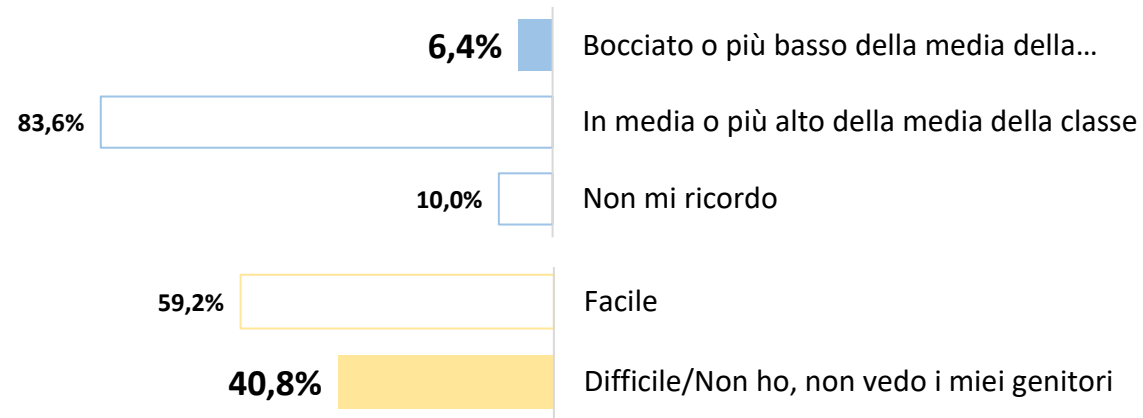 6,4% Bocciato o più basso della media della…
83,6% In media o più alto della media della classe
10,0% Non mi ricordo
59,2% Facile
40,8% Difficile/Non ho, non vedo i miei genitori